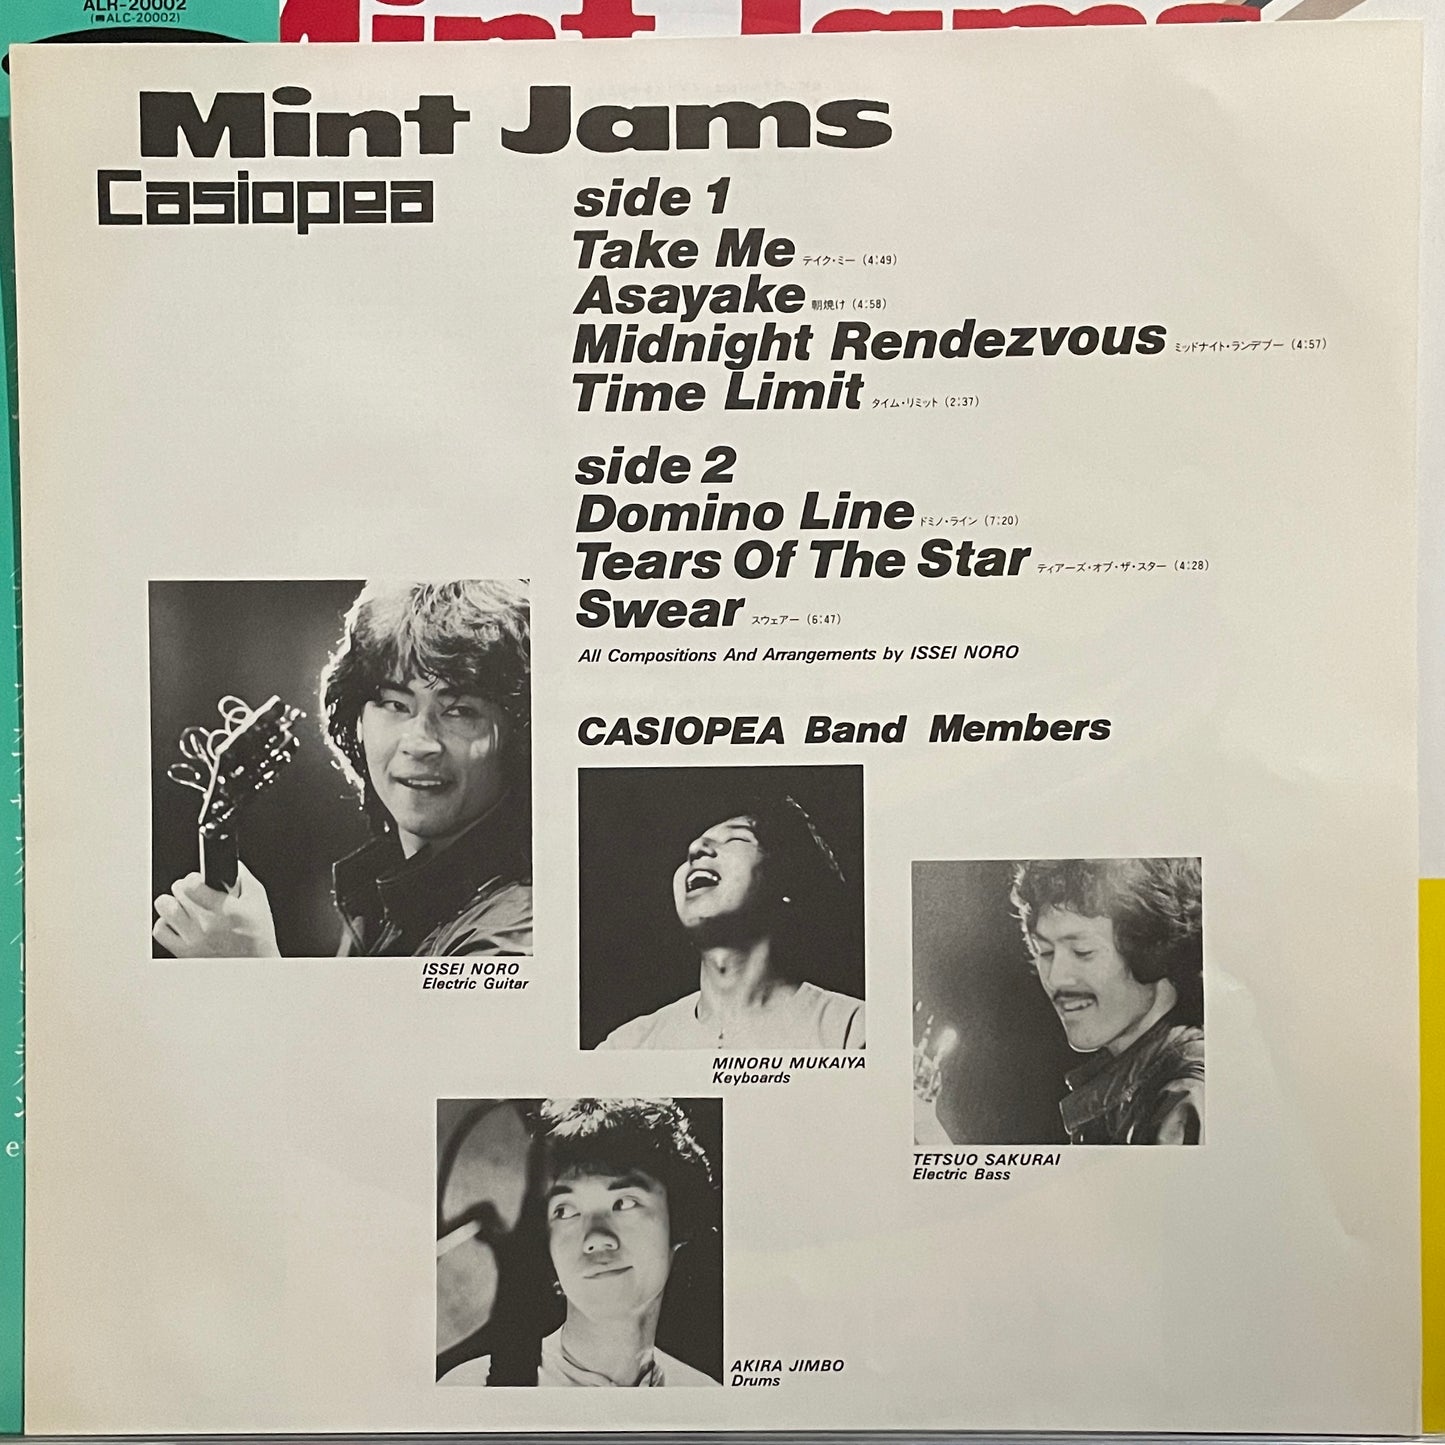 ALR-20002
(■ALC-20002)
Mint Jams
Mint Jams
Casiopea
side 1
Take Me テイク・ミー (4:49)
Asayake 朝焼け (4:58)
Midnight Rendezvous ミッドナイト・ランデブー (4:57)
Time Limit タイム・リミット (2:37)
side 2
Domino Line ドミノ・ライン (7:20)
Tears Of The Star ティアーズ・オブ・ザ・スター (4:28)
Swear スウェアー (6:47)
All Compositions And Arrangements by ISSEI NORO
CASIOPEA Band Members
ISSEI NORO
Electric Guitar
MINORU MUKAIYA
Keyboards
TETSUO SAKURAI
Electric Bass
AKIRA JIMBO
Drums